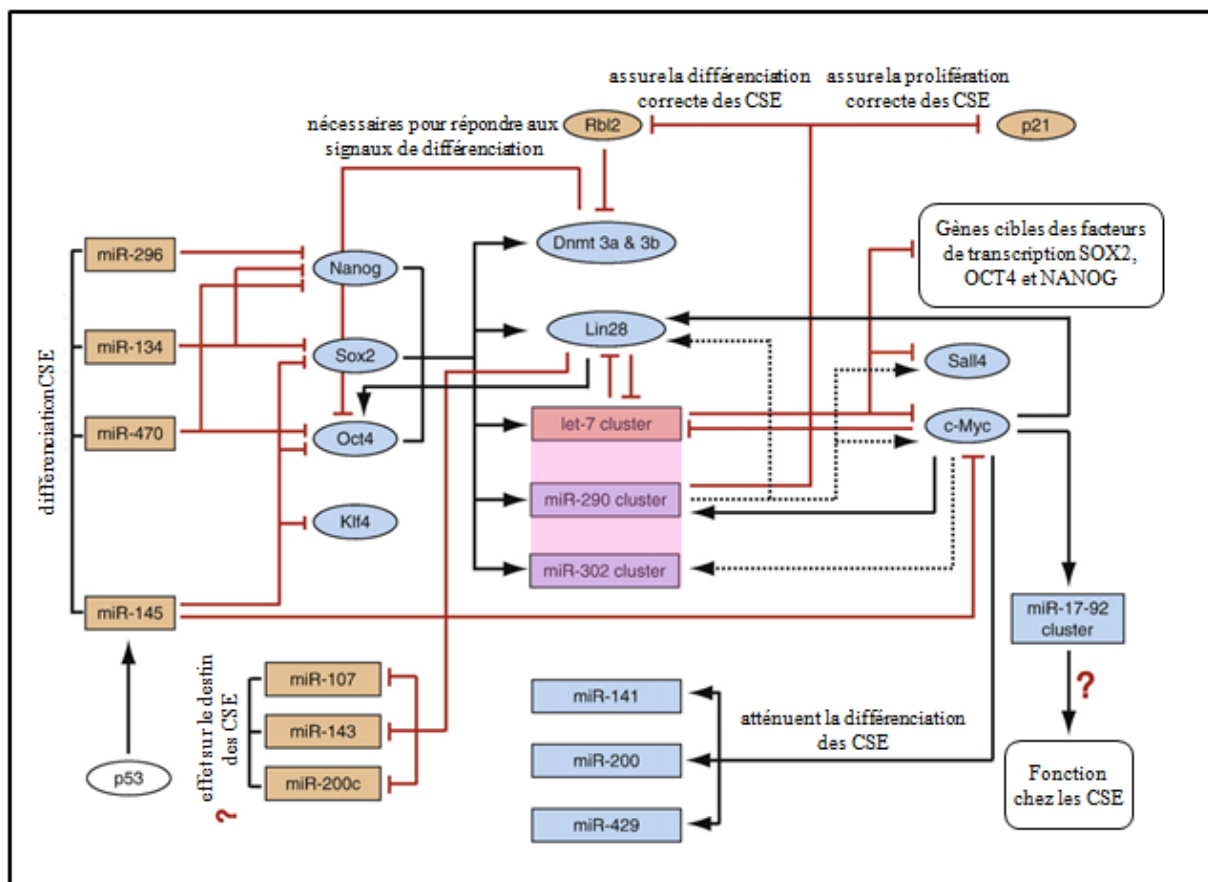 assure la différenciation
correcte des CSE
assure la prolifération
correcte des CSE
nécessaires pour répondre aux
signaux de différenciation
Rbl2
p21
Dnmt 3a & 3b
Gènes cibles des facteurs
de transcription SOX2,
OCT4 et NANOG
différenciationCSE
miR-296
Nanog
miR-134
Sox2
Lin28
Sall4
miR-470
Oct4
let-7 cluster
c-Myc
Klf4
miR-290 cluster
miR-302 cluster
miR-145
miR-17-92
cluster
?
p53
effet sur le destin
des CSE
?
miR-107
miR-143
miR-200c
miR-141
miR-200
miR-429
atténuent la différenciation
des CSE
Fonction
chez les CSE